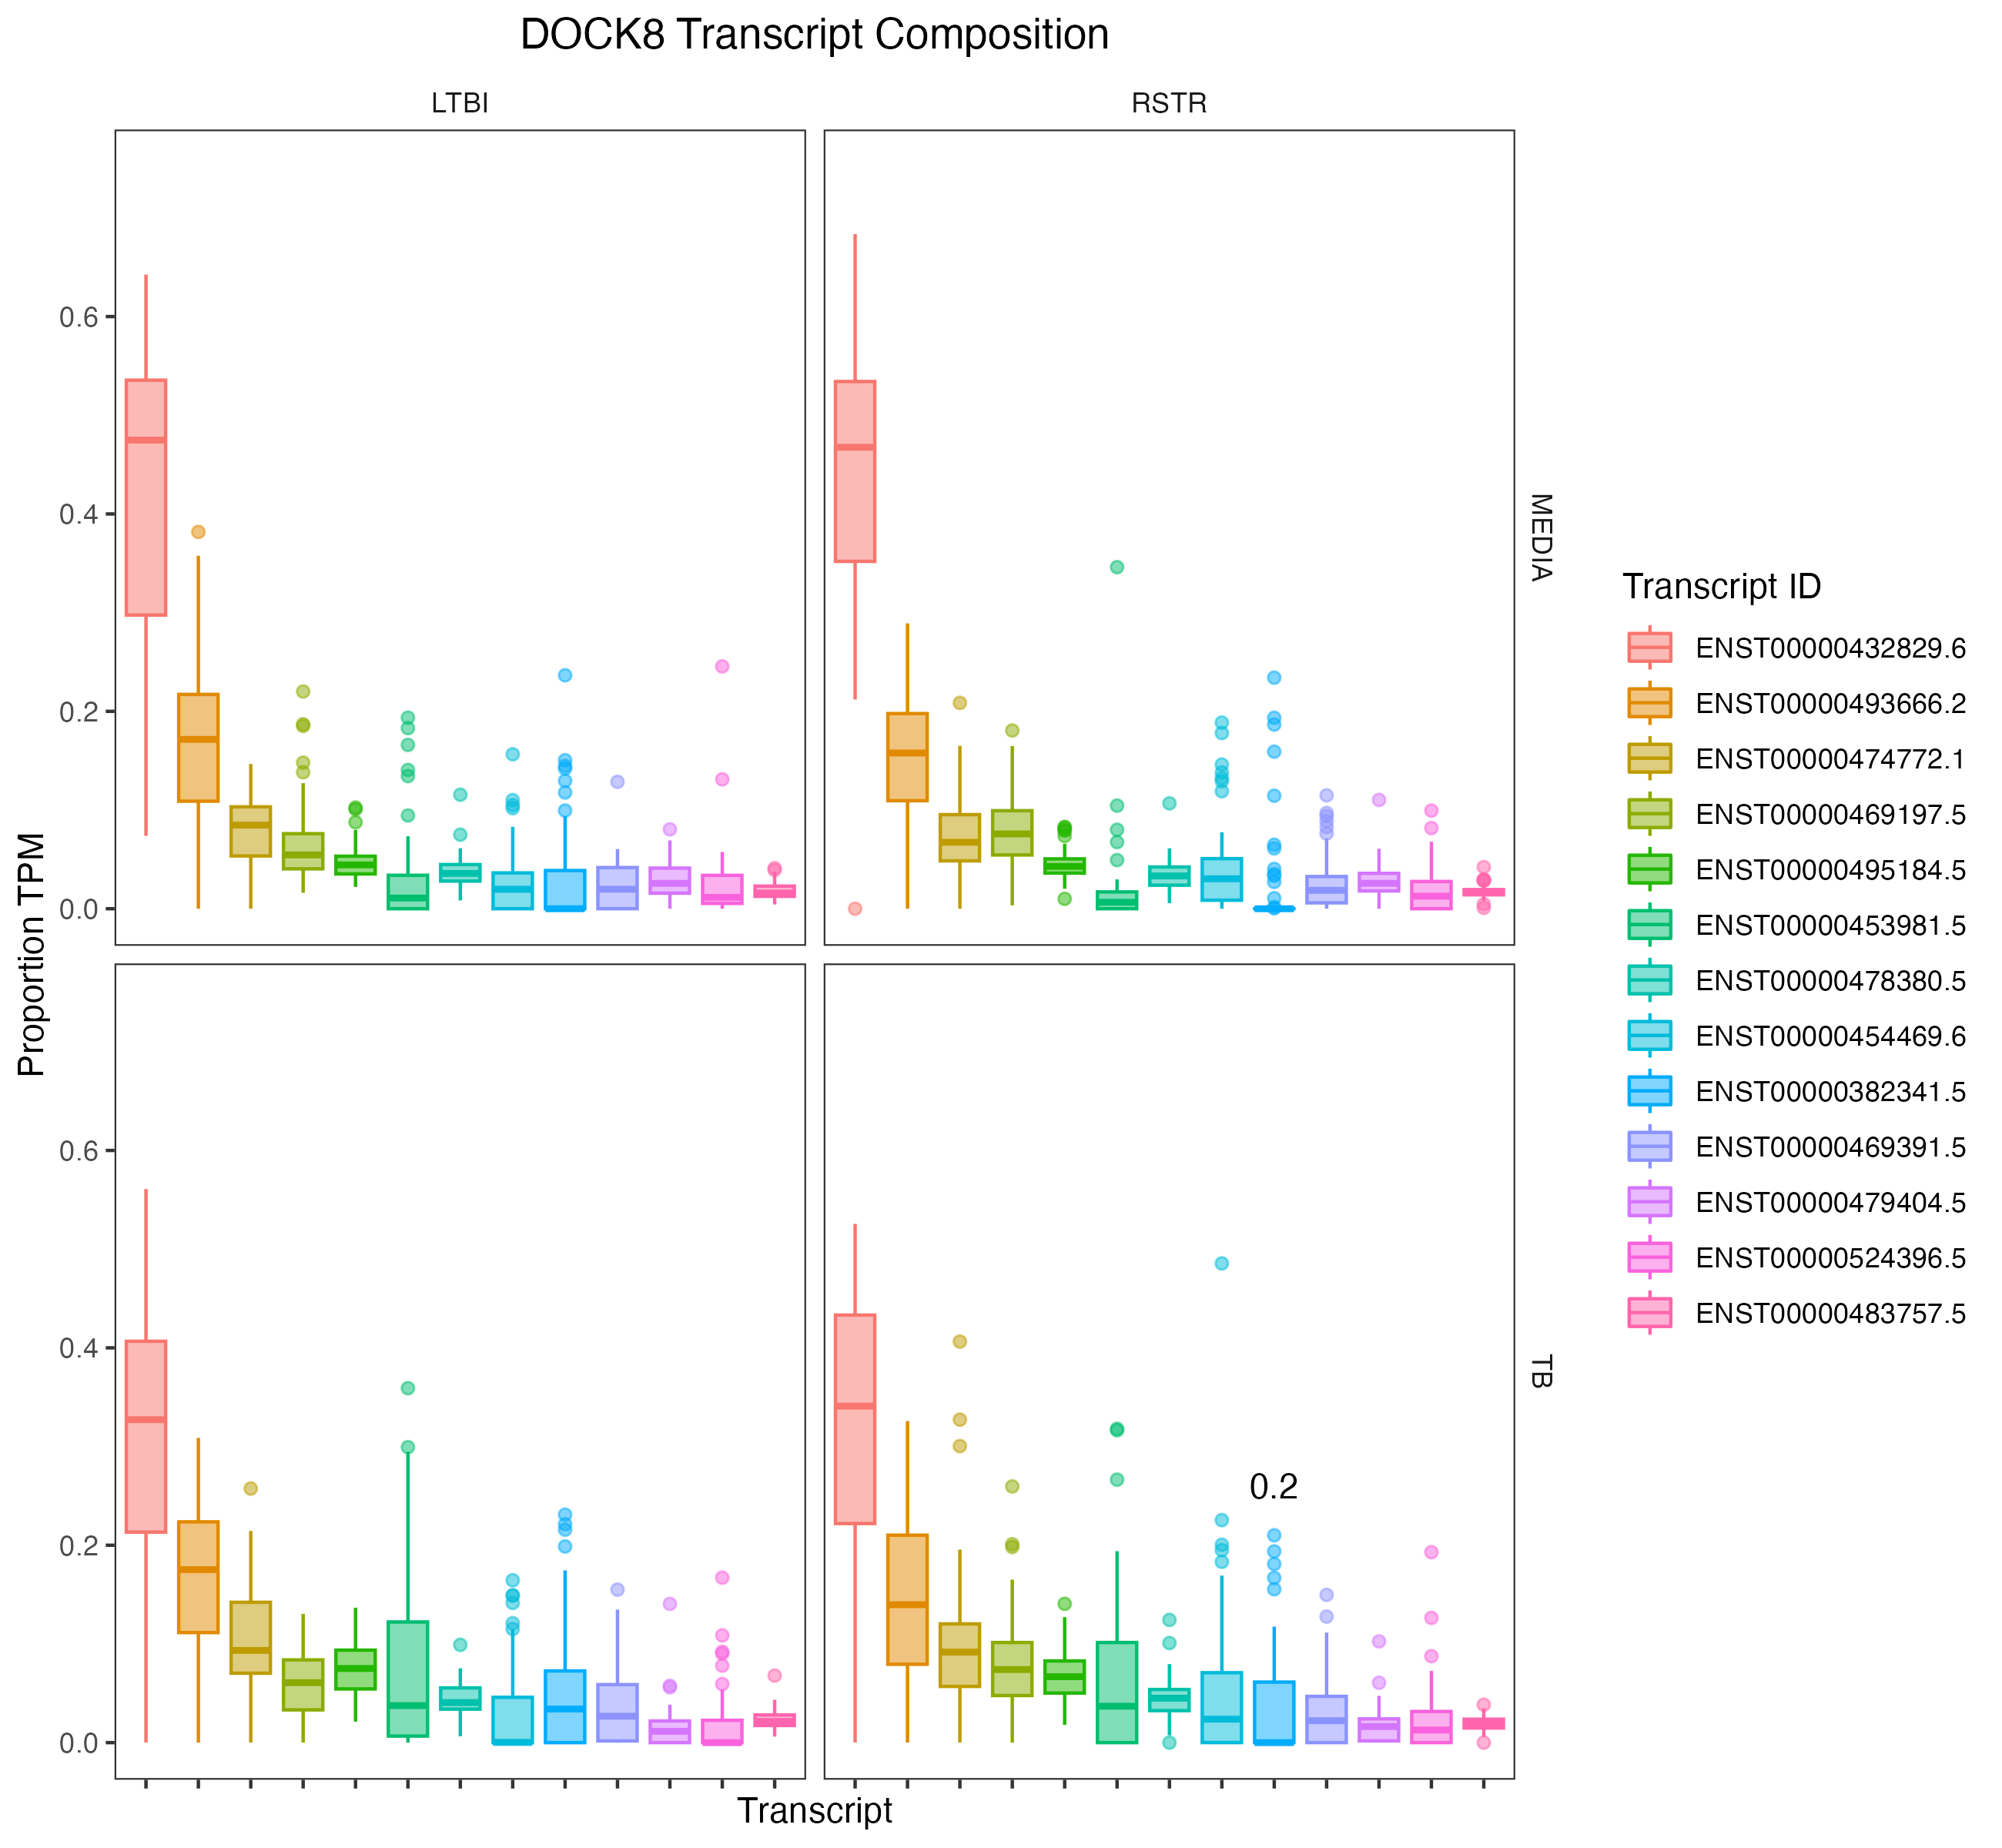 DOCK8 Transcript Composition
LTBI
RSTR
0.6
0.4
0.2
0.0
MEDIA
Proportion TPM
0.6
0.4
0.2
0.0
0.2
TB
Transcript
Transcript ID
ENST00000432829.6
ENST00000493666.2
ENST00000474772.1
ENST00000469197.5
ENST00000495184.5
ENST00000453981.5
ENST00000478380.5
ENST00000454469.6
ENST00000382341.5
ENST00000469391.5
ENST00000479404.5
ENST00000524396.5
ENST00000483757.5